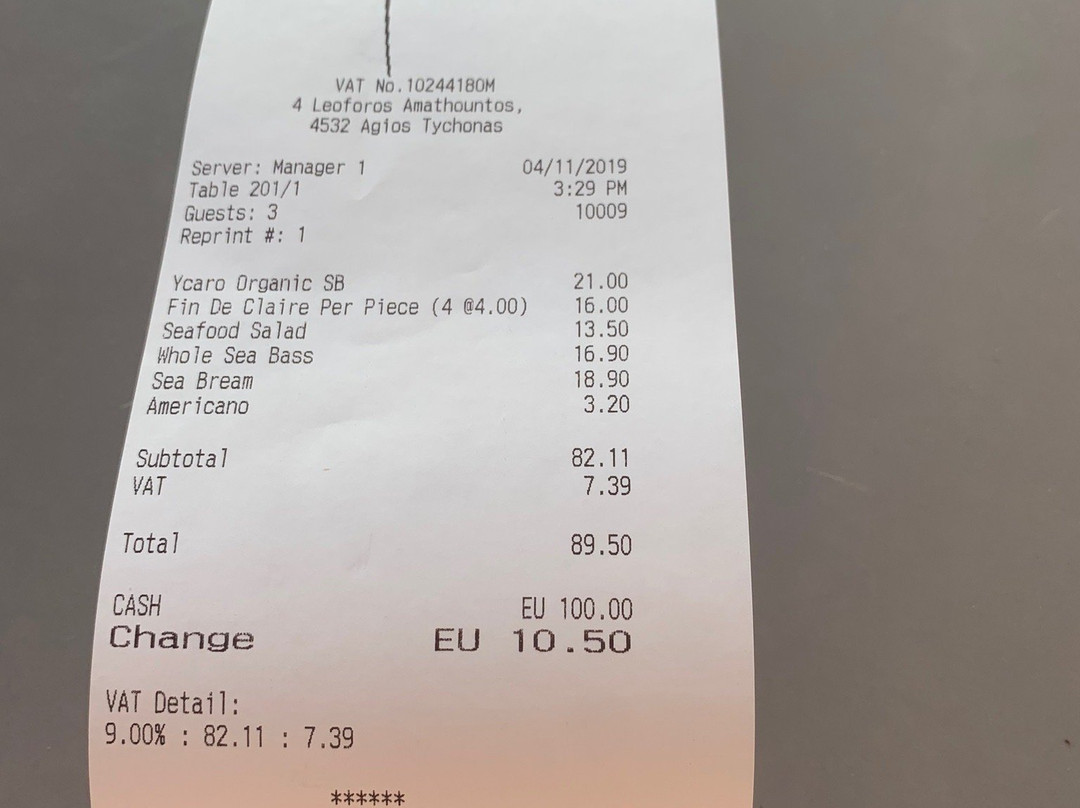 VAT No.10244180M
4 Leoforos Amathountos,
4532 Agios Tychonas
Server: Manager 1 04/11/2019
Table 201/1 3:29 PM
Guests: 3 10009
Reprint #: 1
Ycaro Organic SB 21.00
Fin De Claire Per Piece (4 @4.00) 16.00
Seafood Salad 13.50
Whole Sea Bass 16.90
Sea Bream 18.90
Americano 3.20
Subtotal 82.11
VAT 7.39
Total 89.50
CASH EU 100.00
Change EU 10.50
VAT Detail:
9.00% : 82.11 : 7.39
******